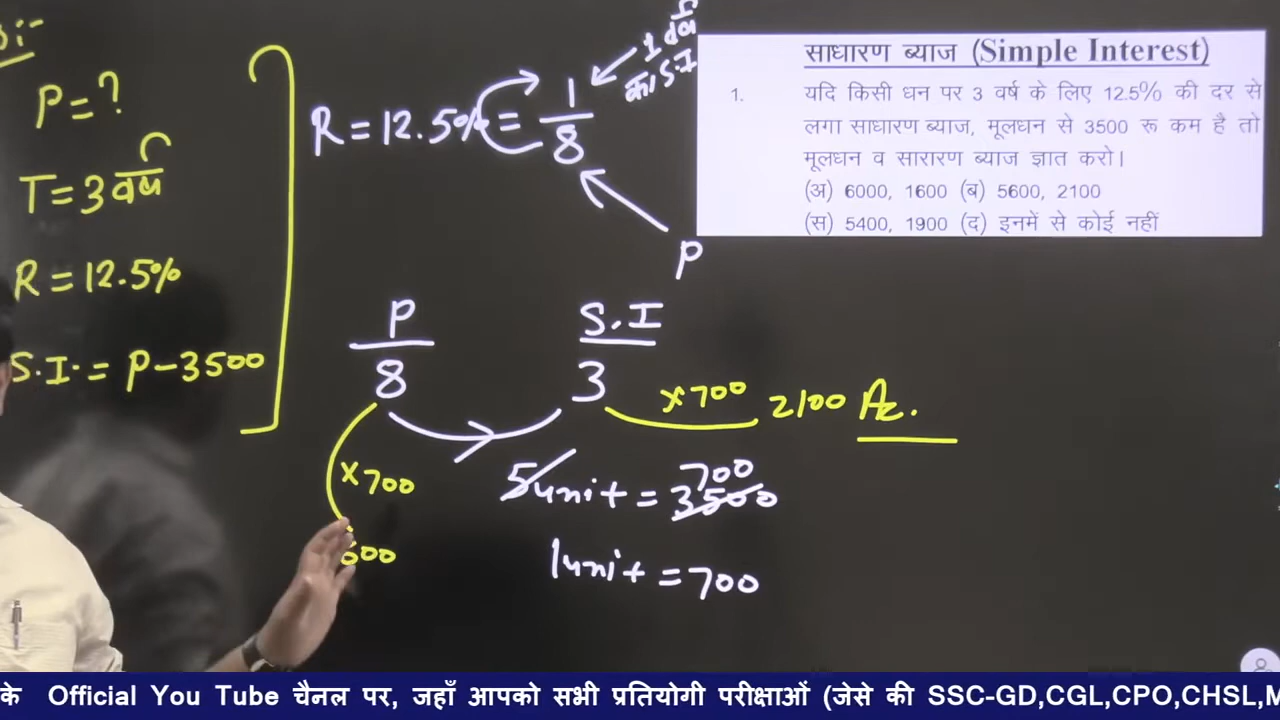 P = ?
T = 3 वर्ष
R = 12.5%
S.I. = P - 3500
R = 12.5% = 1/8
1 वर्ष
का S.I
P
P
S.I
8
3
×700
2100
×700
5unit = 3500
700
600
1unit = 700
साधारण ब्याज (Simple Interest)
1. यदि किसी धन पर 3 वर्ष के लिए 12.5% की दर से
लगा साधारण ब्याज, मूलधन से 3500 रू कम है तो
मूलधन व सारारण ब्याज ज्ञात करो।
(अ) 6000, 1600 (ब) 5600, 2100
(स) 5400, 1900 (द) इनमें से कोई नहीं
के Official You Tube चैनल पर, जहाँ आपको सभी प्रतियोगी परीक्षाओं (जेसे की SSC-GD,CGL,CPO,CHSL,M